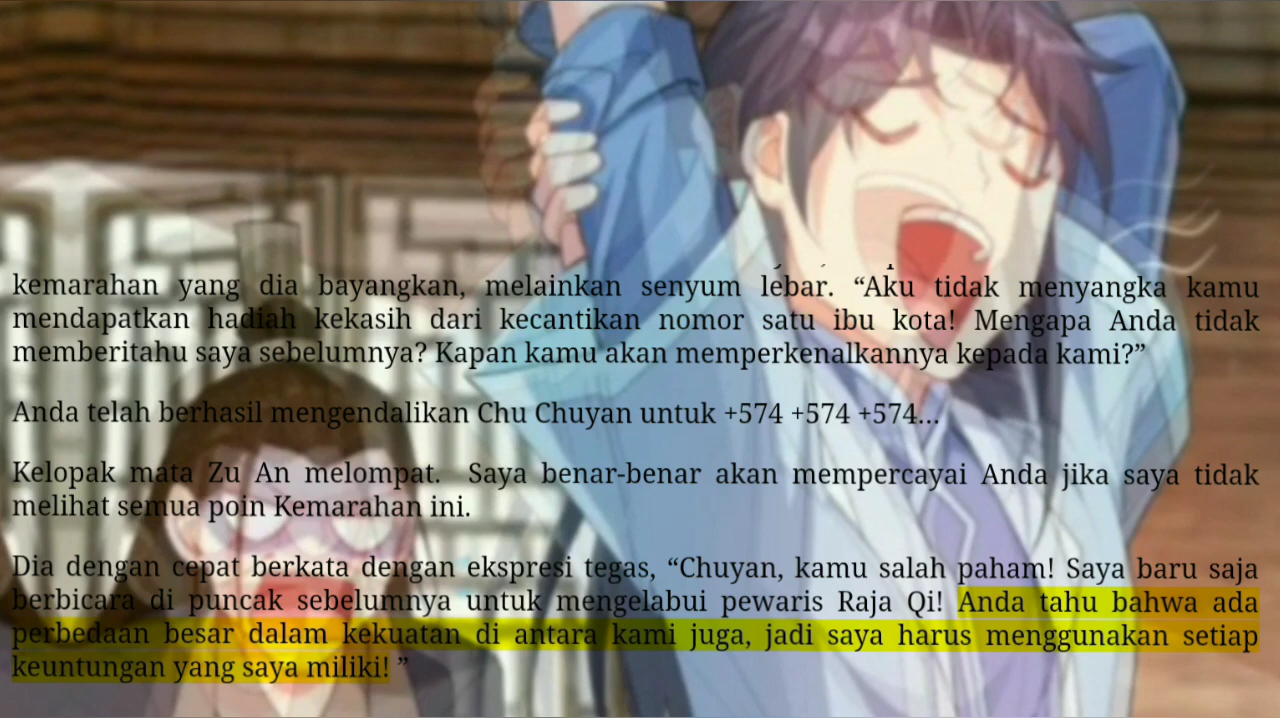 kemarahan yang dia bayangkan, melainkan senyum lebar. “Aku tidak menyangka kamu
mendapatkan hadiah kekasih dari kecantikan nomor satu ibu kota! Mengapa Anda tidak
memberitahu saya sebelumnya? Kapan kamu akan memperkenalkannya kepada kami?”
Anda telah berhasil mengendalikan Chu Chuyan untuk +574 +574 +574…
Kelopak mata Zu An melompat.  Saya benar-benar akan mempercayai Anda jika saya tidak
melihat semua poin Kemarahan ini.
Dia dengan cepat berkata dengan ekspresi tegas, “Chuyan, kamu salah paham! Saya baru saja
berbicara di puncak sebelumnya untuk mengelabui pewaris Raja Qi! Anda tahu bahwa ada
perbedaan besar dalam kekuatan di antara kami juga, jadi saya harus menggunakan setiap
keuntungan yang saya miliki! ”